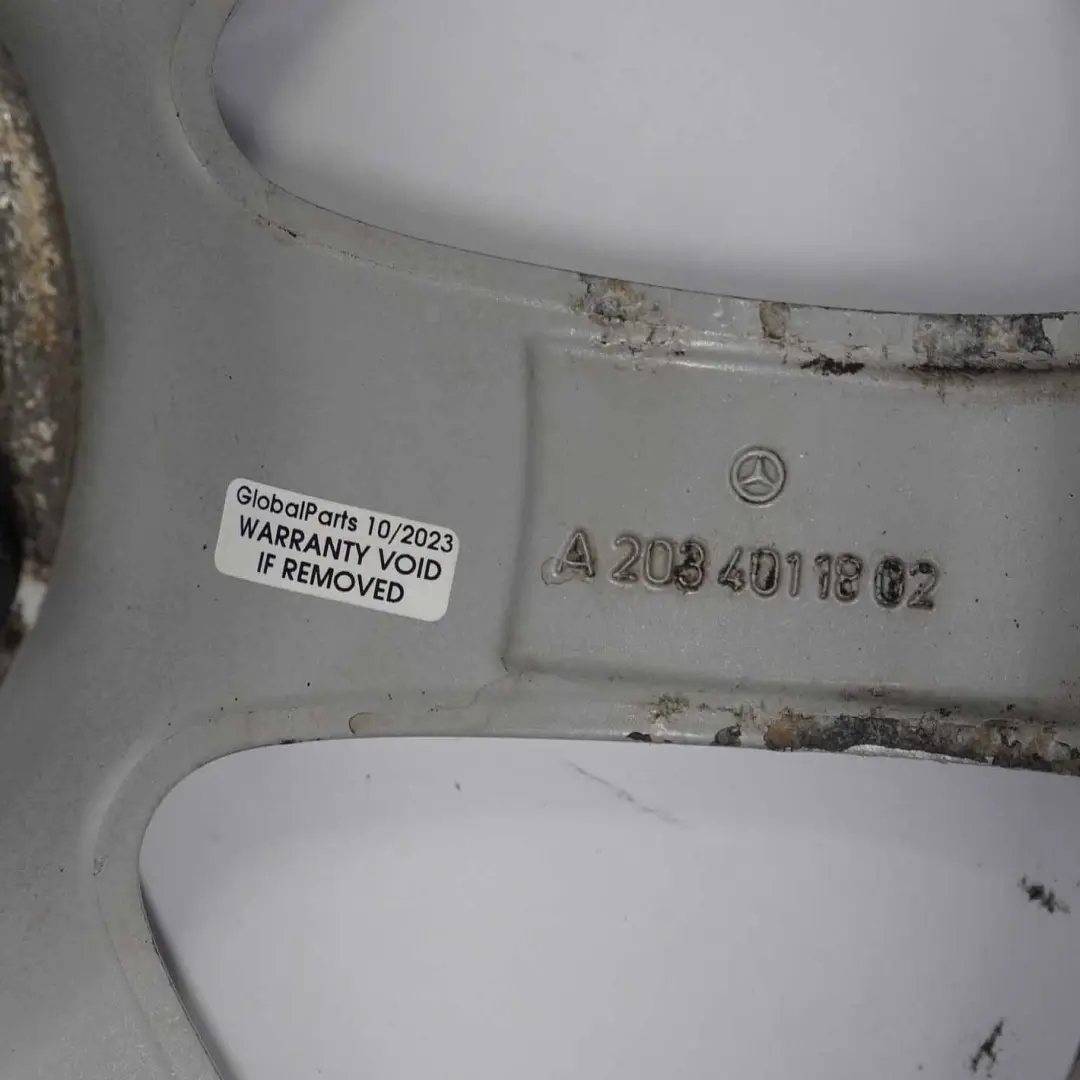 GlobalParts 10/2023
WARRANTY VOID
IF REMOVED
A 203 401 18 02